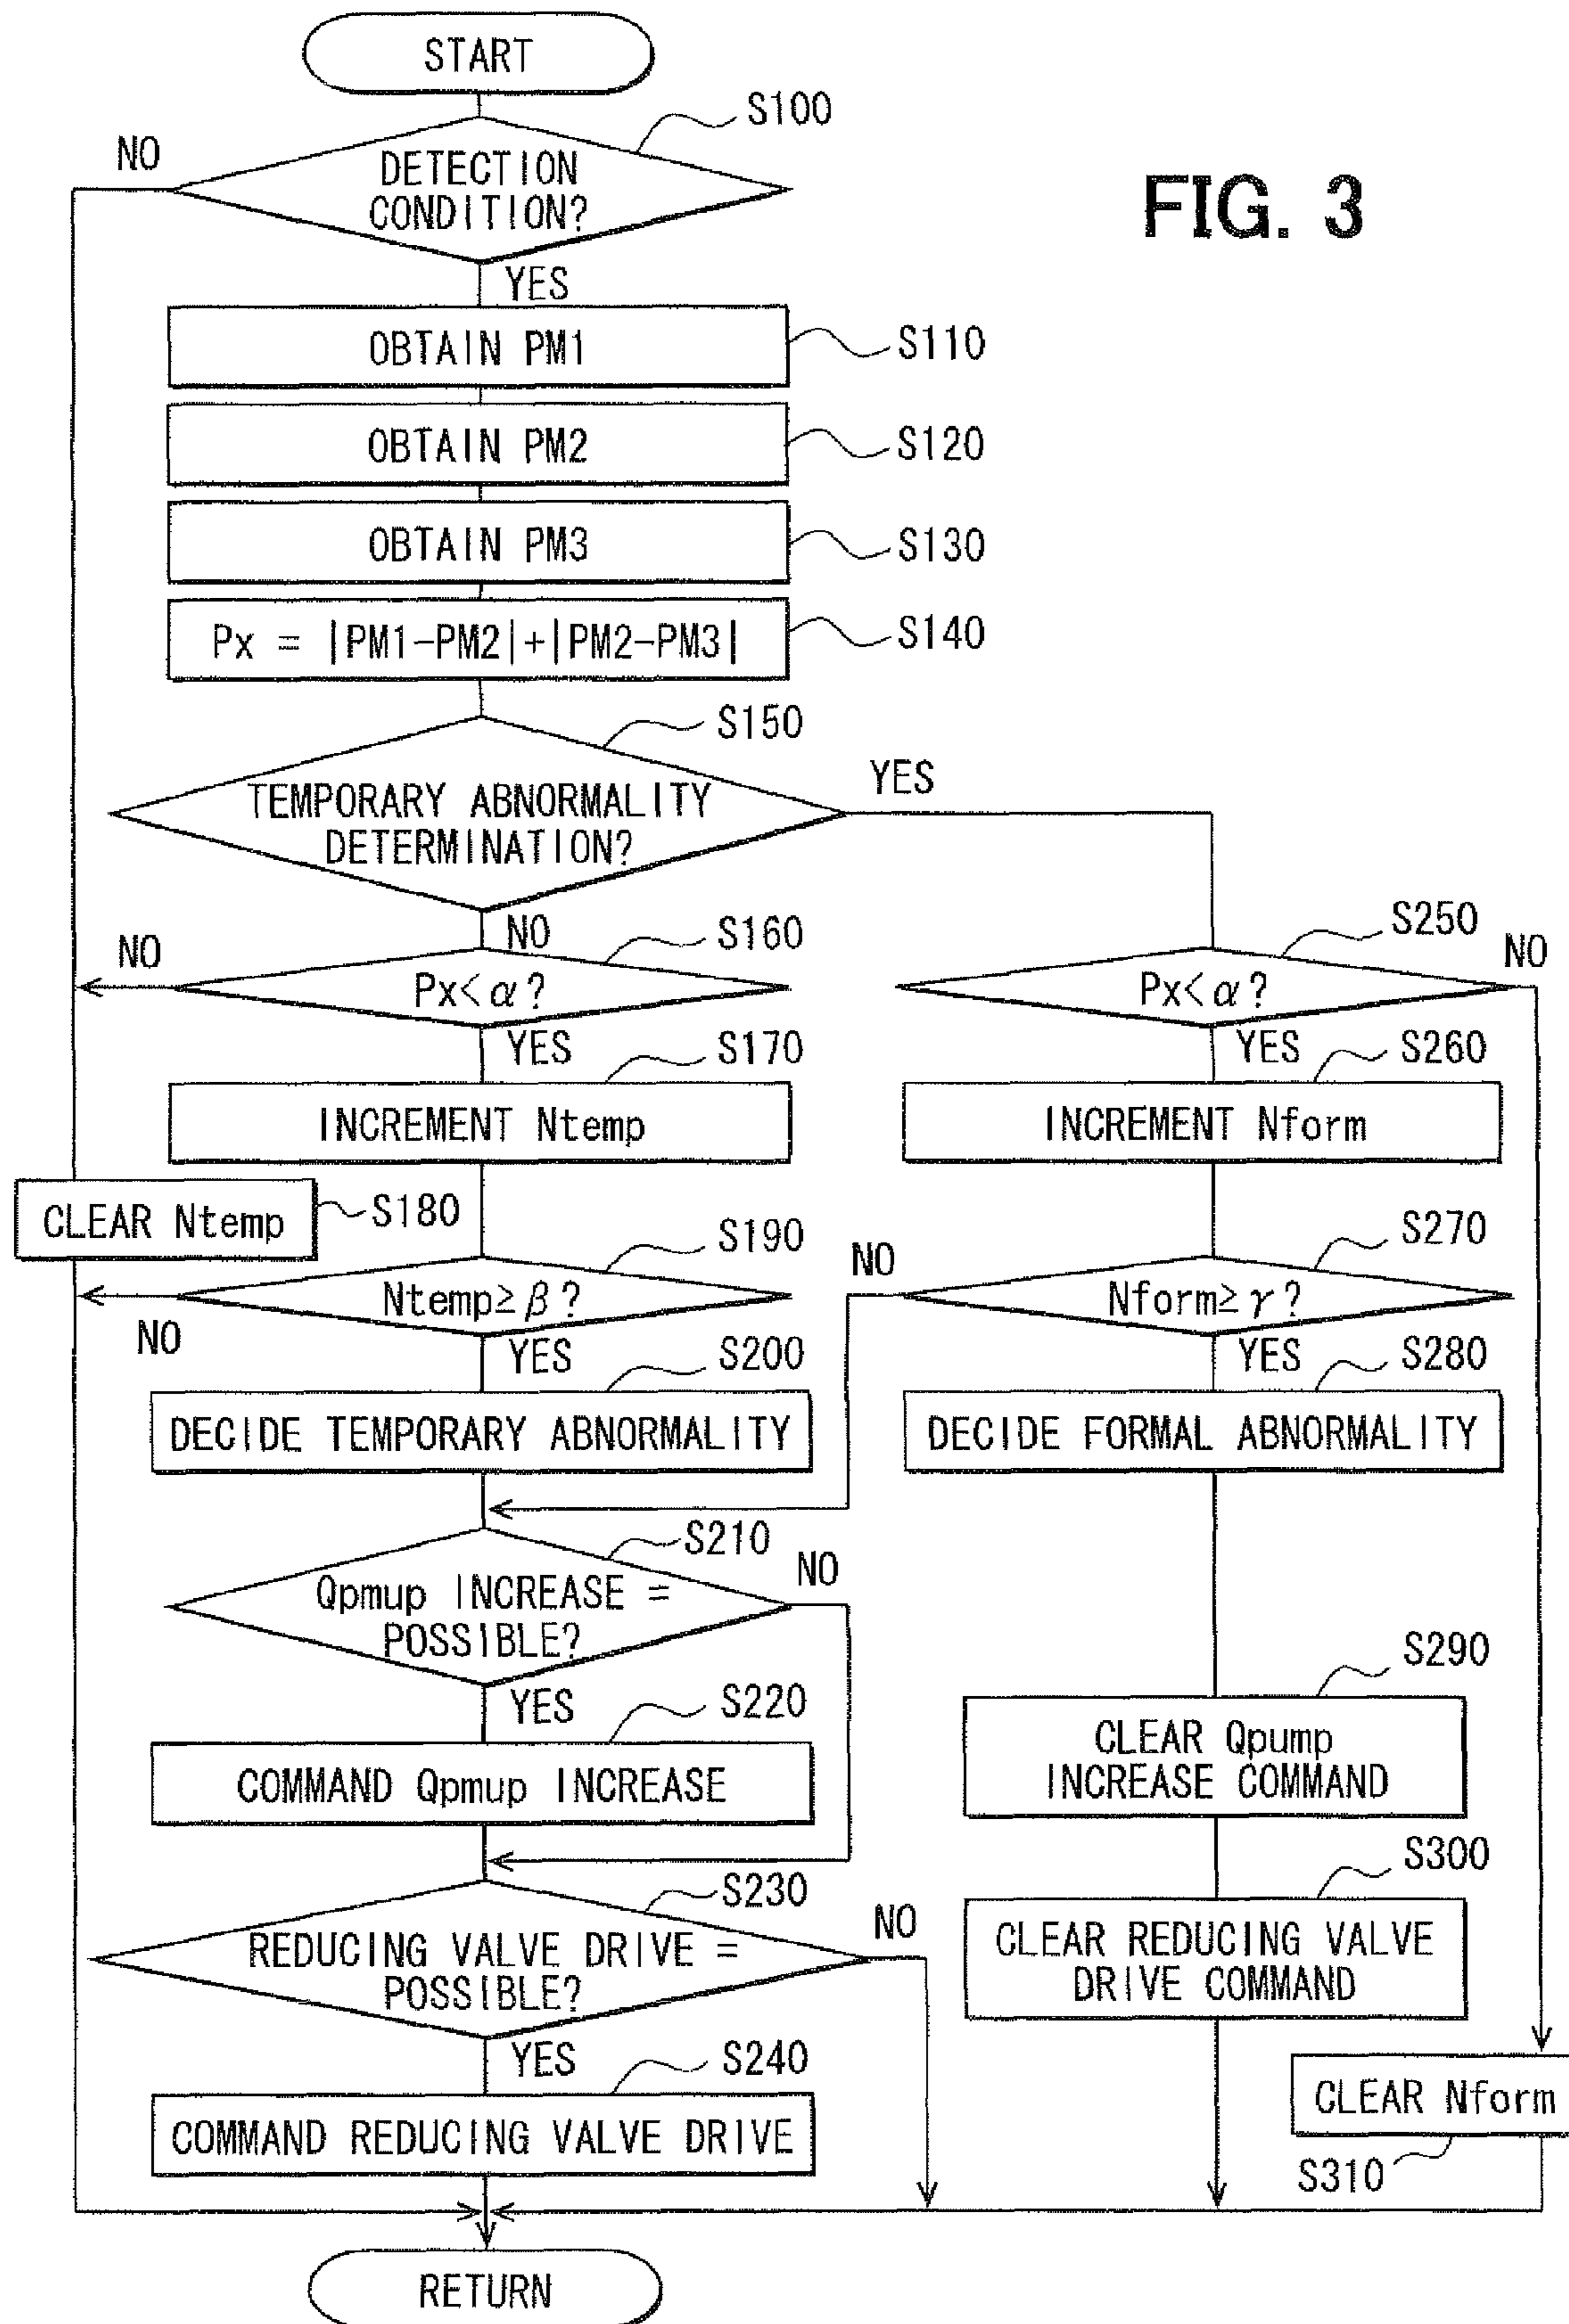 START
S100
NO
DETECTION
CONDITION?
FIG. 3
YES
OBTAIN PM1
S110
OBTAIN PM2
S120
OBTAIN PM3
S130
Px = |PM1-PM2|+|PM2-PM3|
S140
S150
YES
TEMPORARY ABNORMALITY
DETERMINATION?
NO
S160
NO
Px<α?
YES
S170
INCREMENT Ntemp
CLEAR Ntemp
S180
S190
Ntemp≥β?
NO
YES
S200
DECIDE TEMPORARY ABNORMALITY
S210
NO
Qpmup INCREASE =
POSSIBLE?
YES
S220
COMMAND Qpmup INCREASE
S230
NO
REDUCING VALVE DRIVE =
POSSIBLE?
YES
S240
COMMAND REDUCING VALVE DRIVE
S250
NO
Px<α?
YES
S260
INCREMENT Nform
S270
NO
Nform≥γ?
YES
S280
DECIDE FORMAL ABNORMALITY
S290
CLEAR Qpump
INCREASE COMMAND
S300
CLEAR REDUCING VALVE
DRIVE COMMAND
CLEAR Nform
S310
RETURN